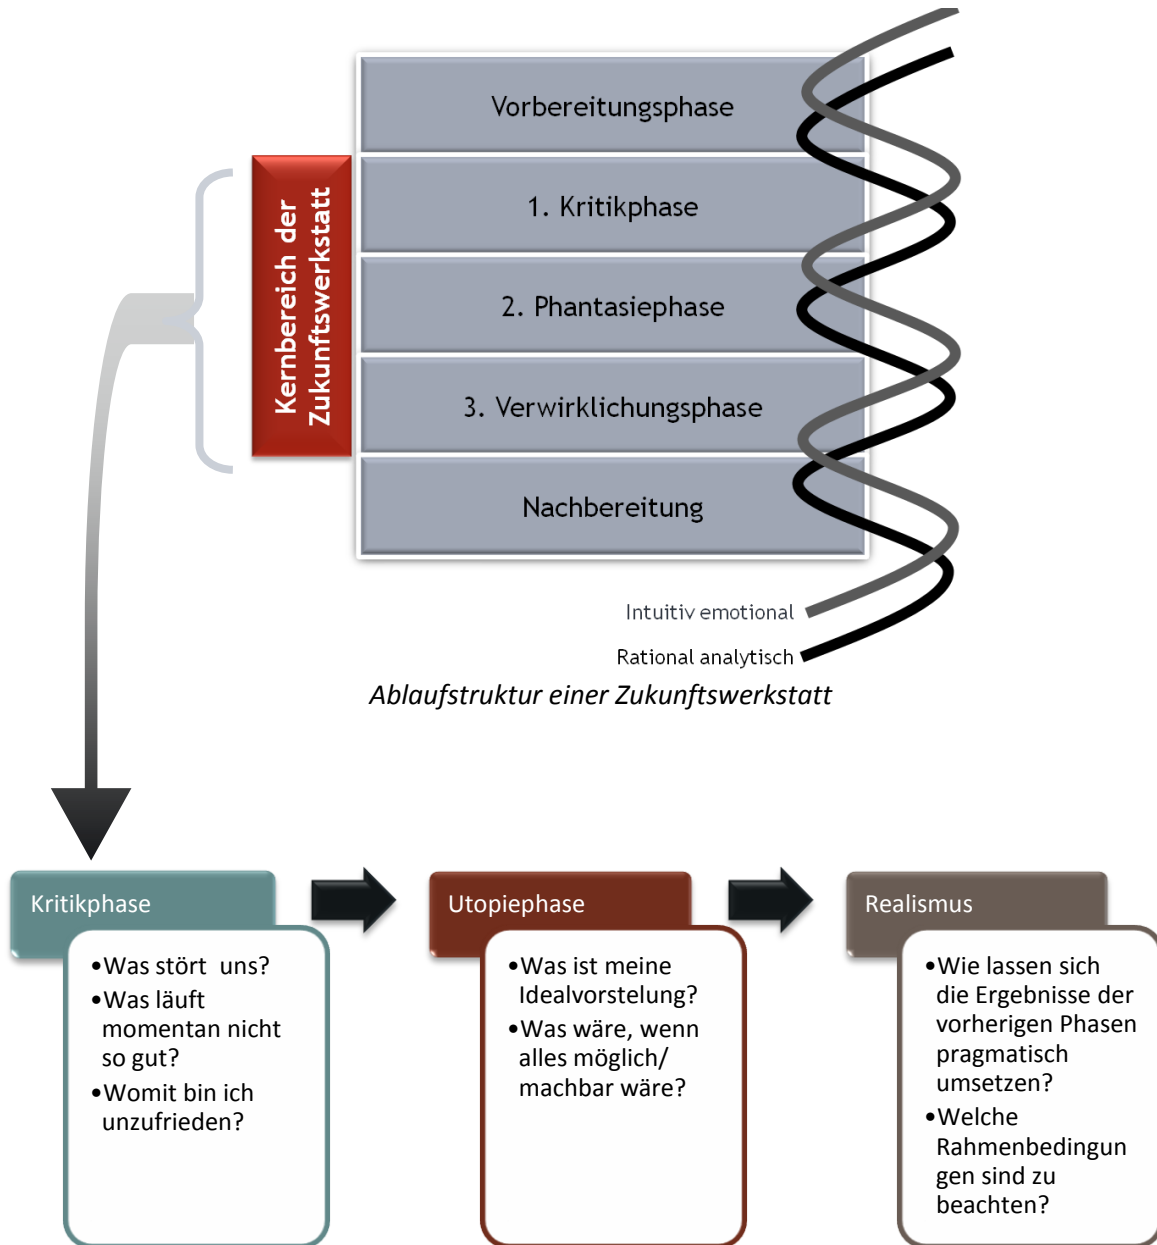 Vorbereitungsphase
Kernbereich der
Zukunftswerkstatt
1. Kritikphase
2. Phantasiephase
3. Verwirklichungsphase
Nachbereitung
Intuitiv emotional
Rational analytisch
Ablaufstruktur einer Zukunftswerkstatt
Kritikphase
•Was stört  uns?
•Was läuft
momentan nicht
so gut?
•Womit bin ich
unzufrieden?
Utopiephase
•Was ist meine
Idealvorstelung?
•Was wäre, wenn
alles möglich/
machbar wäre?
Realismus
•Wie lassen sich
die Ergebnisse der
vorherigen Phasen
pragmatisch
umsetzen?
•Welche
Rahmenbedingun
gen sind zu
beachten?